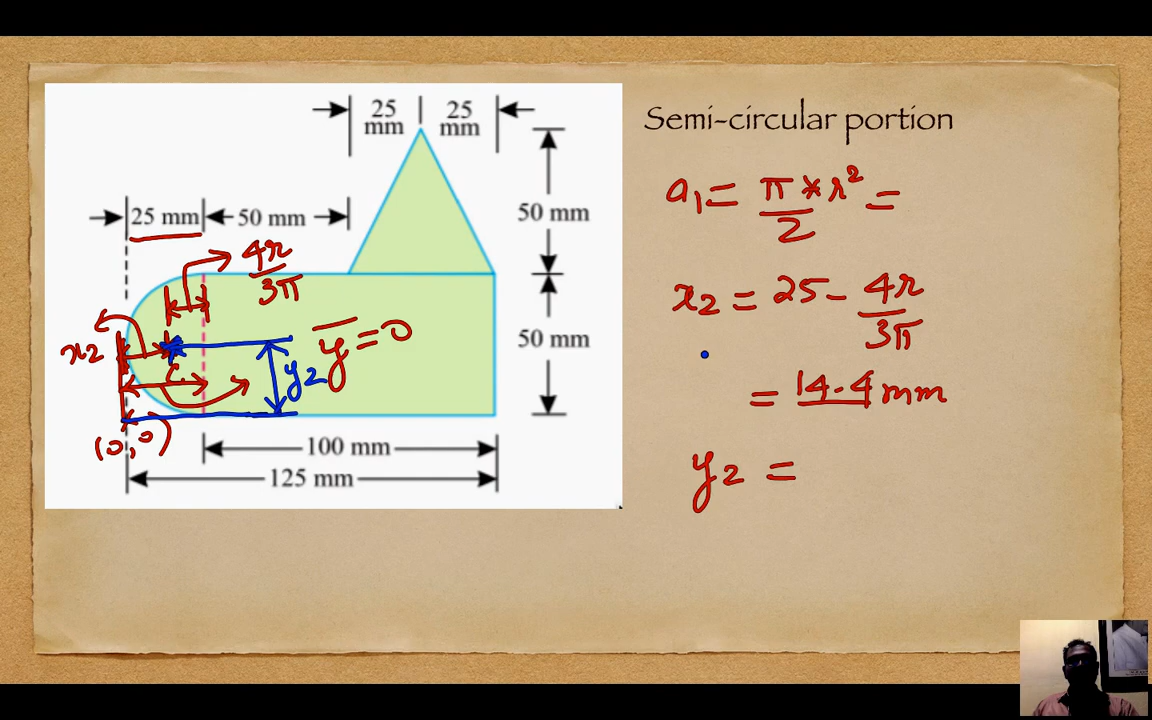 25 mm
25 mm
25 mm
50 mm
50 mm
50 mm
100 mm
125 mm
4r/3π
x2
y2
ȳ=0
(0,0)
Semi-circular portion
a1 = π*r²/2 =
x2 = 25 - 4r/3π
= 14.4 mm
y2 =